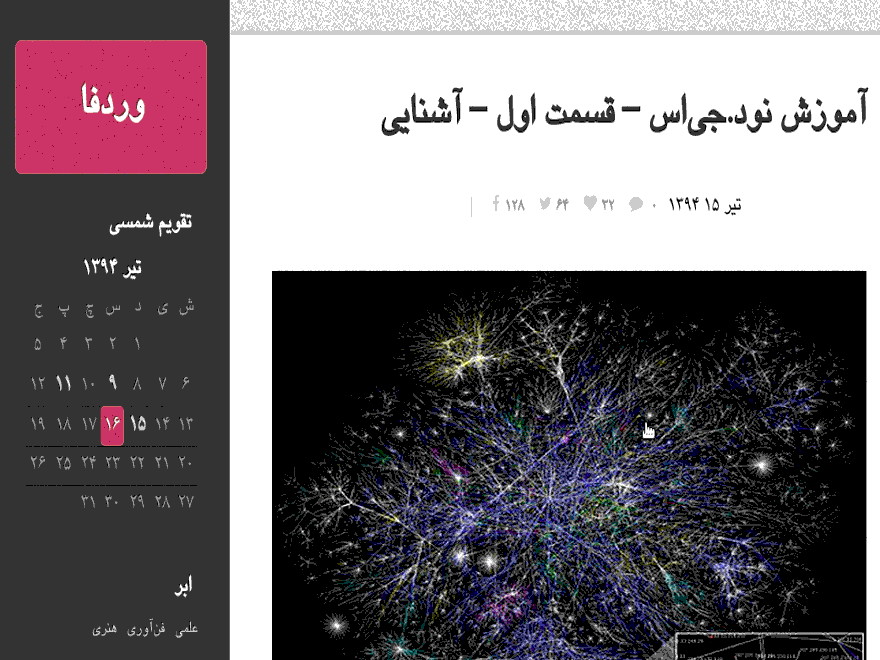 وردفا
تقویم شمسی
تیر ۱۳۹۴
ش ی د س چ پ ج
۱ ۲ ۳ ۴ ۵
۶ ۷ ۸ ۹ ۱۰ ۱۱ ۱۲
۱۳ ۱۴ ۱۵ ۱۶ ۱۷ ۱۸ ۱۹
۲۰ ۲۱ ۲۲ ۲۳ ۲۴ ۲۵ ۲۶
۲۷ ۲۸ ۲۹ ۳۰ ۳۱
ابر
علمی فن‌آوری هنری
آموزش نود.جی‌اس – قسمت اول – آشنایی
تیر ۱۵ ۱۳۹۴ ۰ ۳۲ ۶۴ ۱۲۸